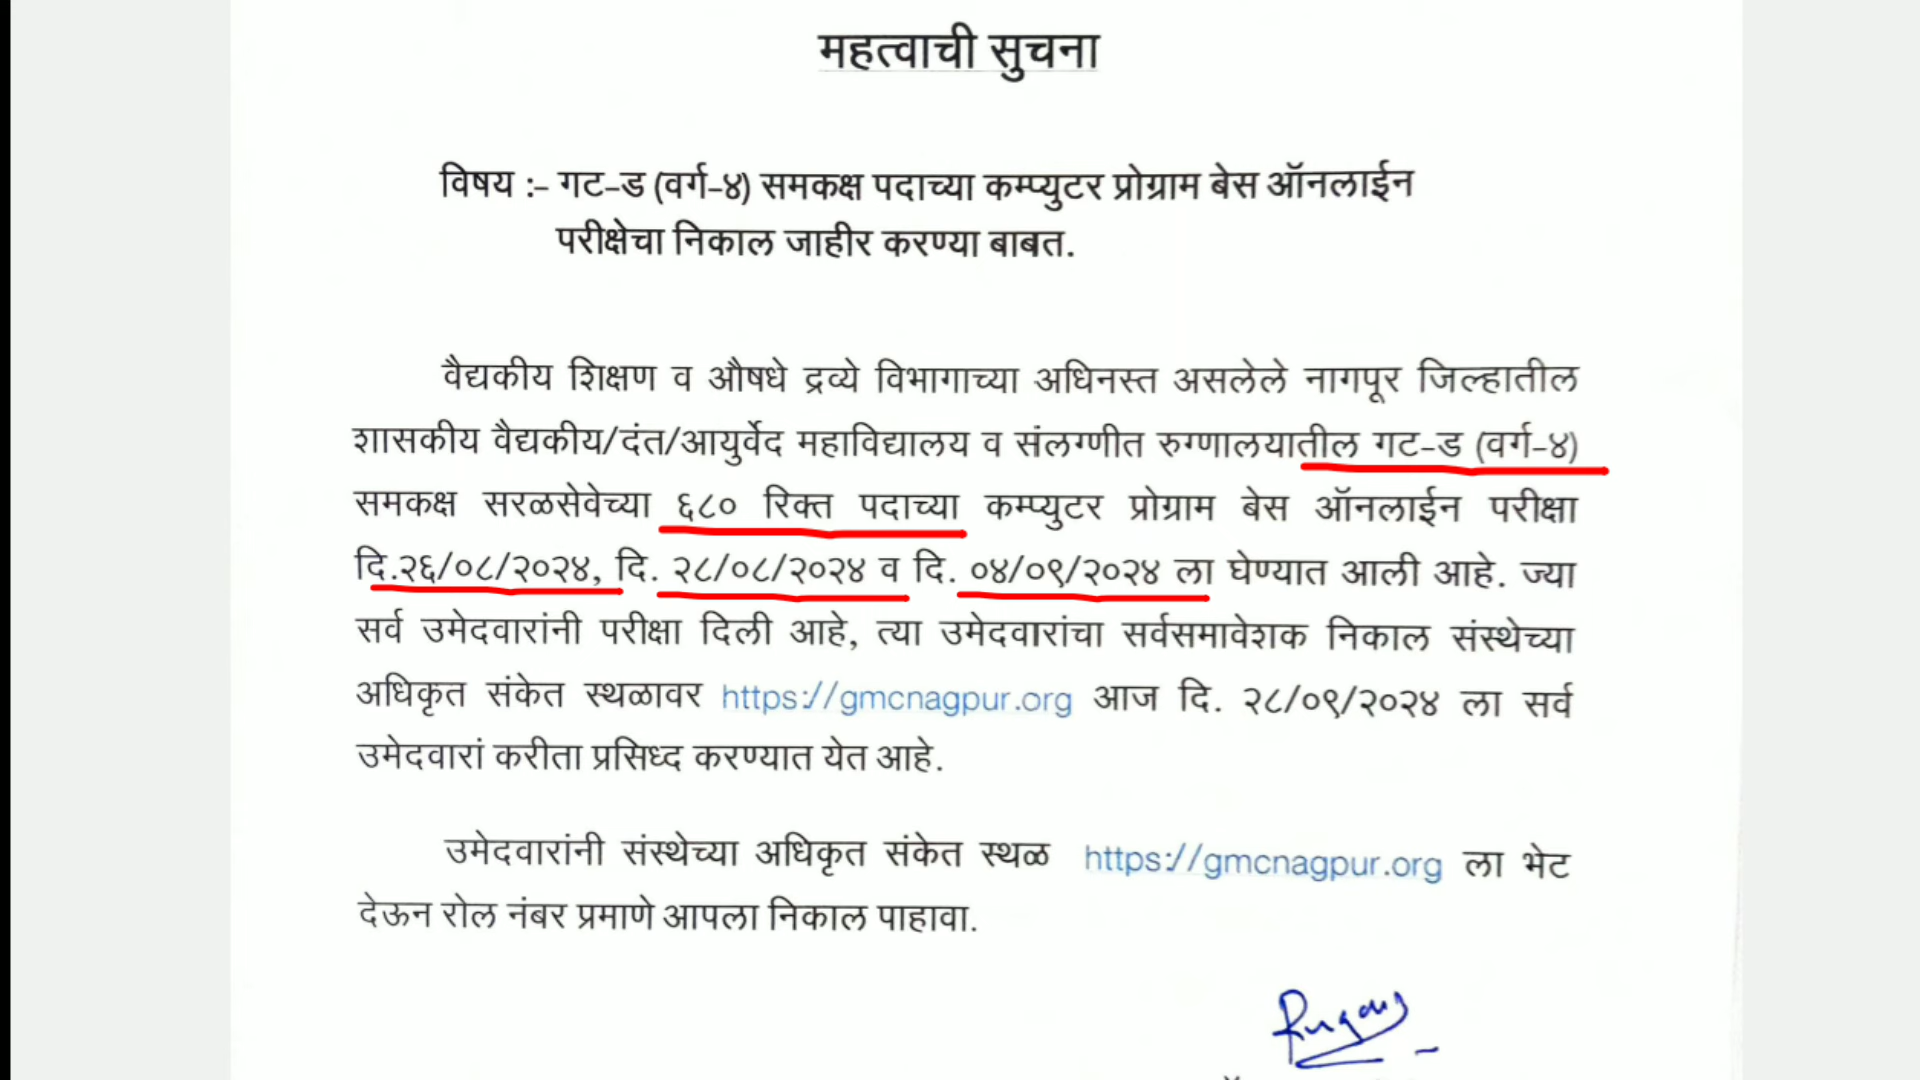 महत्वाची सुचना
विषय :- गट-ड (वर्ग-४) समकक्ष पदाच्या कम्प्युटर प्रोग्राम बेस ऑनलाईन
परीक्षेचा निकाल जाहीर करण्या बाबत.
वैद्यकीय शिक्षण व औषधे द्रव्ये विभागाच्या अधिनस्त असलेले नागपूर जिल्हातील
शासकीय वैद्यकीय/दंत/आयुर्वेद महाविद्यालय व संलग्णीत रुग्णालयातील गट-ड (वर्ग-४)
समकक्ष सरळसेवेच्या ६८० रिक्त पदाच्या कम्प्युटर प्रोग्राम बेस ऑनलाईन परीक्षा
दि.२६/०८/२०२४, दि. २८/०८/२०२४ व दि. ०४/०९/२०२४ ला घेण्यात आली आहे. ज्या
सर्व उमेदवारांनी परीक्षा दिली आहे, त्या उमेदवारांचा सर्वसमावेशक निकाल संस्थेच्या
अधिकृत संकेत स्थळावर https://gmcnagpur.org आज दि. २८/०९/२०२४ ला सर्व
उमेदवारां करीता प्रसिध्द करण्यात येत आहे.
उमेदवारांनी संस्थेच्या अधिकृत संकेत स्थळ https://gmcnagpur.org ला भेट
देऊन रोल नंबर प्रमाणे आपला निकाल पाहावा.